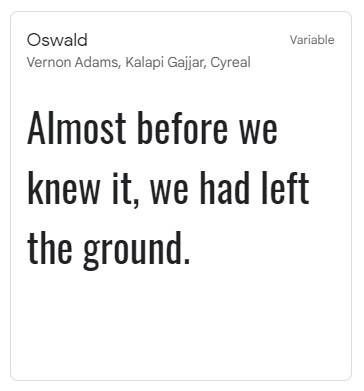 Oswald
Variable
Vernon Adams, Kalapi Gajjar, Cyreal
Almost before we
knew it, we had left
the ground.